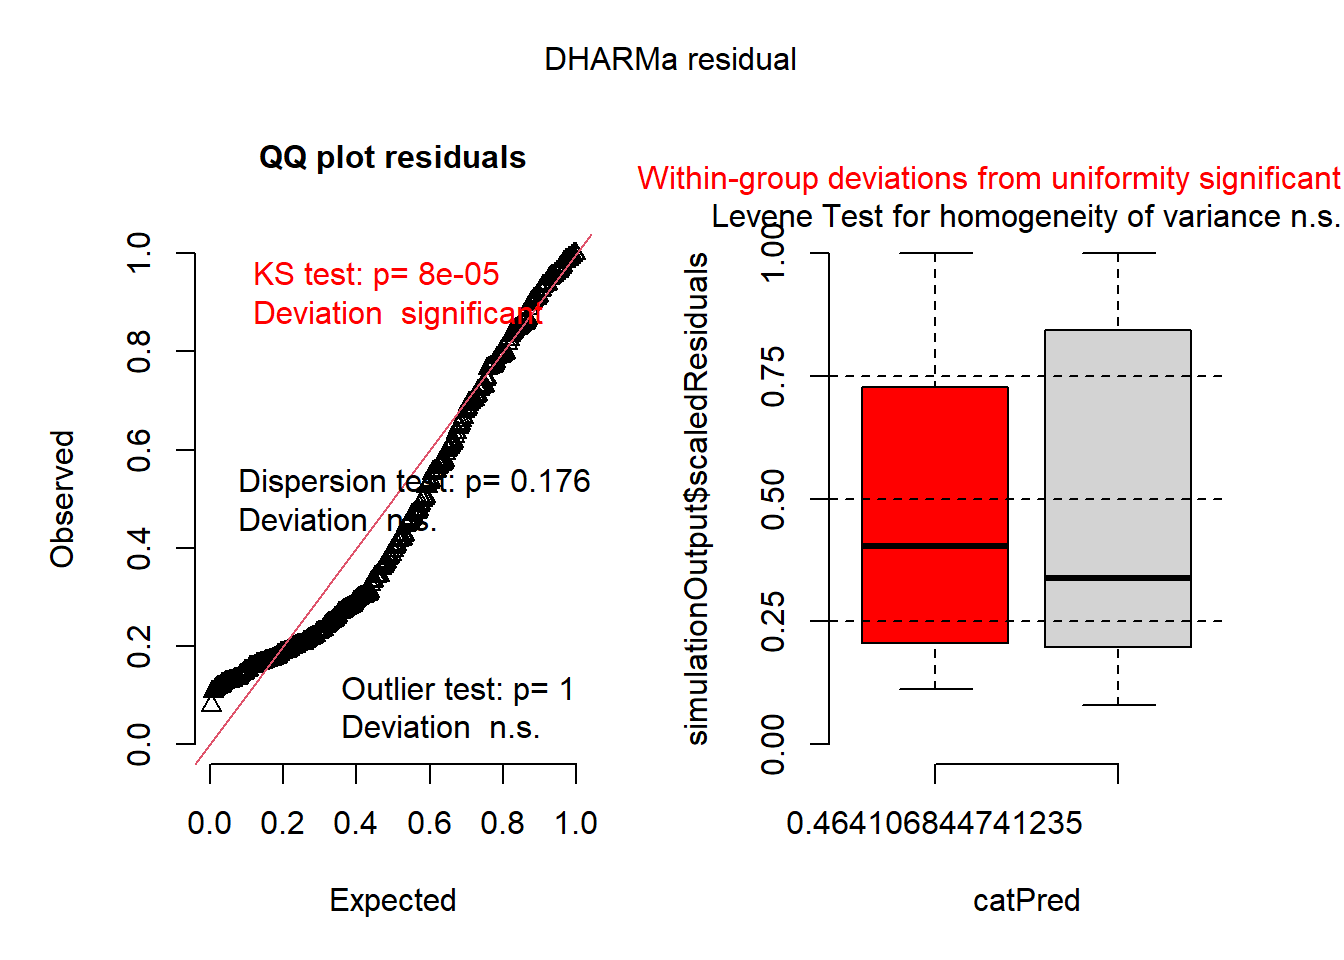 DHARMa residual
QQ plot residuals
KS test: p= 8e-05
Deviation  significant
Dispersion test: p= 0.176
Deviation  n.s.
Outlier test: p= 1
Deviation  n.s.
Observed
0.0 0.2 0.4 0.6 0.8 1.0
0.0 0.2 0.4 0.6 0.8 1.0
Expected
Within-group deviations from uniformity significant
Levene Test for homogeneity of variance n.s.
simulationOutput$scaledResiduals
0.00 0.25 0.50 0.75 1.00
0.464106844741235
catPred